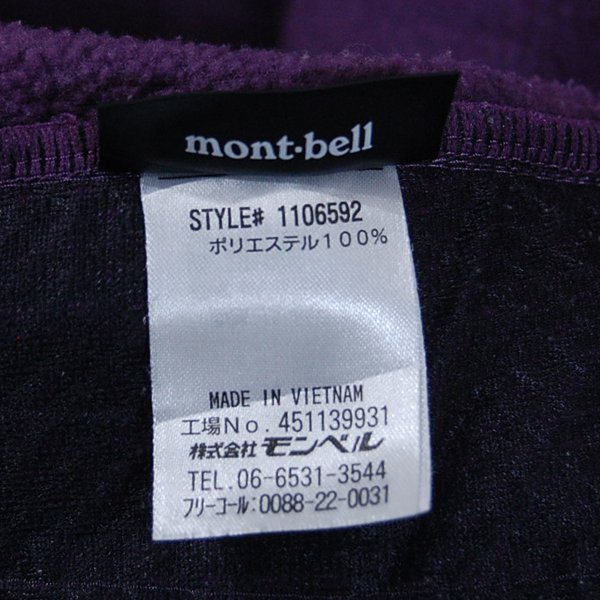 mont·bell
STYLE# 1106592
ポリエステル100%
MADE IN VIETNAM
工場No.451139931
株式会社モンベル
TEL.06-6531-3544
フリーコール:0088-22-0031